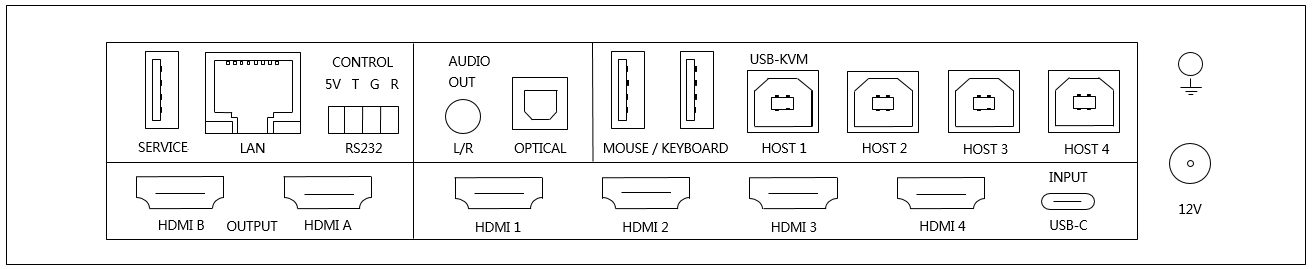 CONTROL
5V T G R
SERVICE
LAN
RS232
AUDIO
OUT
L/R
OPTICAL
USB-KVM
MOUSE / KEYBOARD
HOST 1
HOST 2
HOST 3
HOST 4
HDMI B
OUTPUT
HDMI A
HDMI 1
HDMI 2
HDMI 3
HDMI 4
INPUT
USB-C
12V